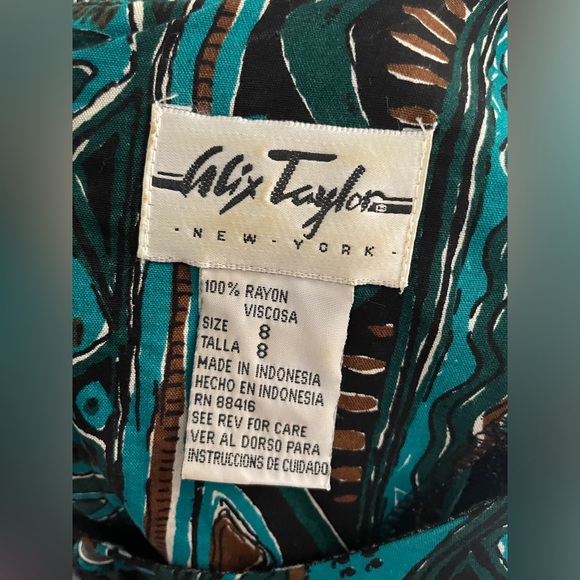 Alix Taylor
- NEW - YORK -
100% RAYON
VISCOSA
SIZE 8
TALLA 8
MADE IN INDONESIA
HECHO EN INDONESIA
RN 88416
SEE REV FOR CARE
VER AL DORSO PARA
INSTRUCCIONS DE CUIDADO